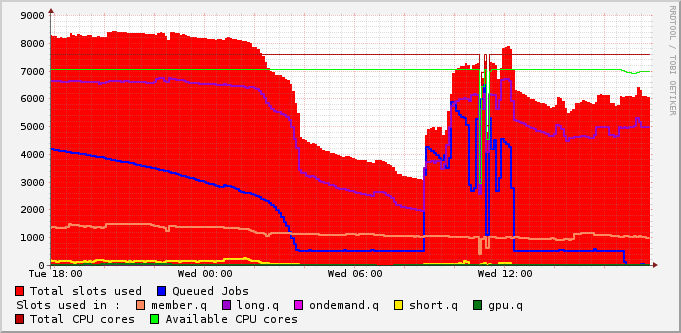 9000
8000
7000
6000
5000
4000
3000
2000
1000
0
Tue 18:00 Wed 00:00 Wed 06:00 Wed 12:00
RRDTOOL / TOBI OETIKER
Total slots used Queued Jobs
Slots used in : member.q long.q ondemand.q short.q gpu.q
Total CPU cores Available CPU cores